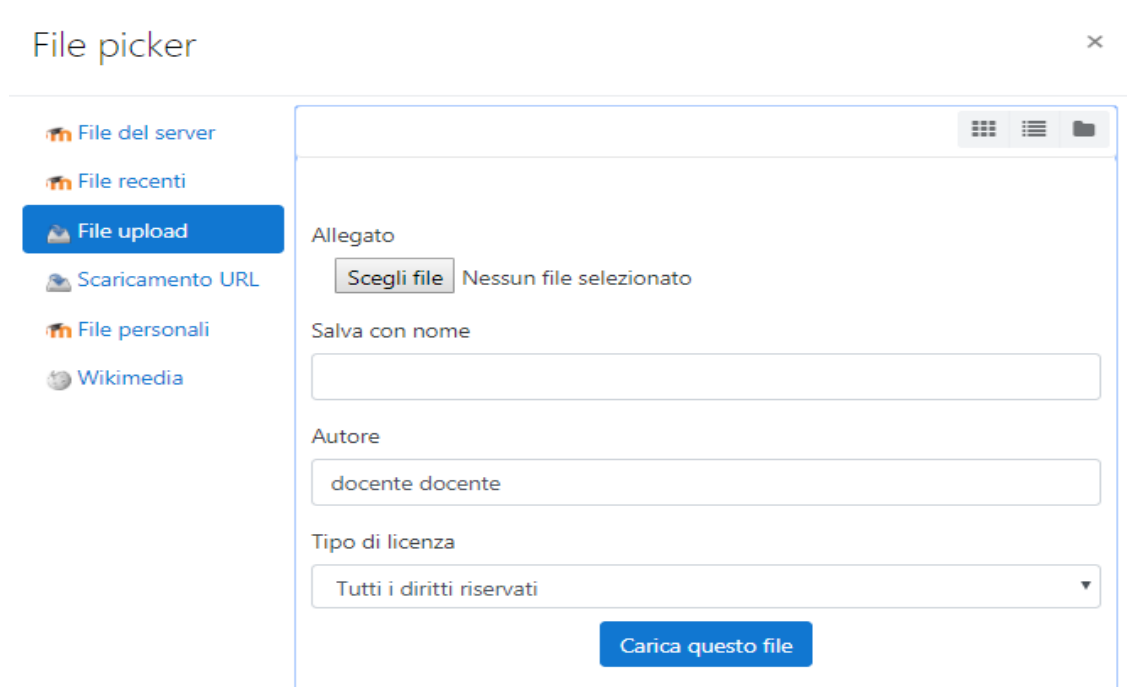 File picker
×
File del server
File recenti
File upload
Scaricamento URL
File personali
Wikimedia
Allegato
Scegli file Nessun file selezionato
Salva con nome
Autore
docente docente
Tipo di licenza
Tutti i diritti riservati
Carica questo file